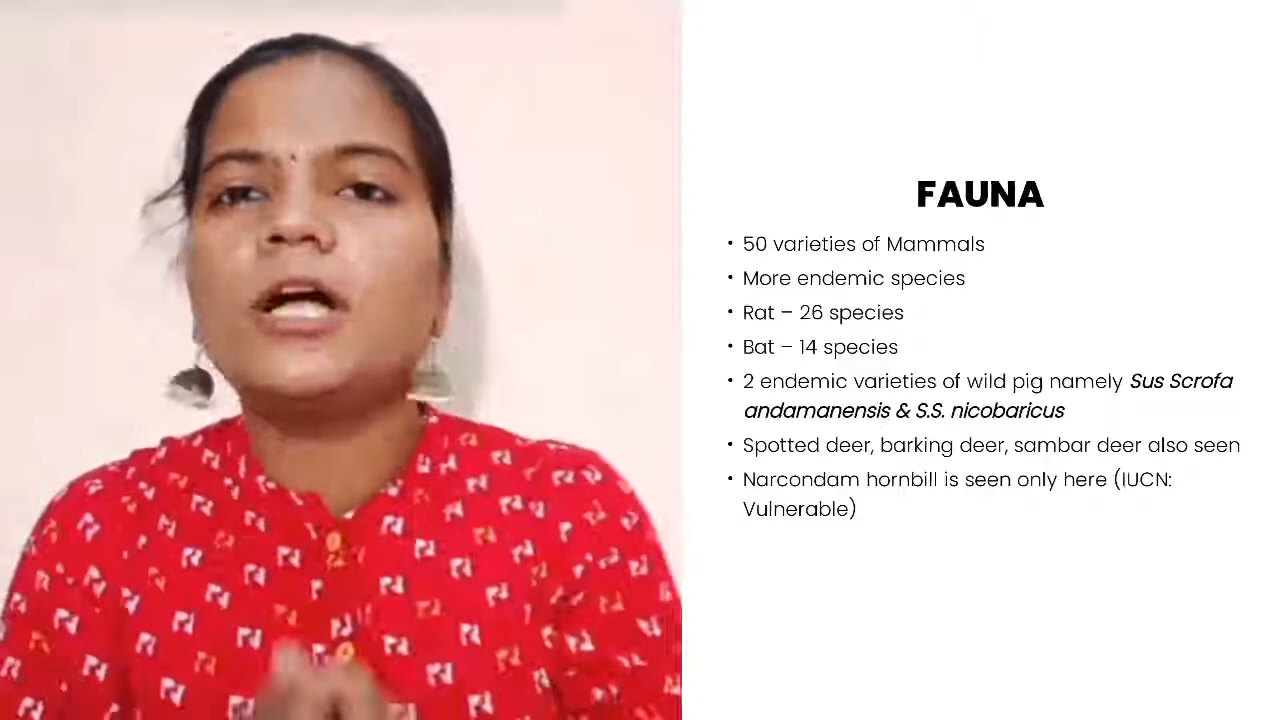 FAUNA
• 50 varieties of Mammals
• More endemic species
• Rat – 26 species
• Bat – 14 species
• 2 endemic varieties of wild pig namely Sus Scrofa
andamanensis & S.S. nicobaricus
• Spotted deer, barking deer, sambar deer also seen
• Narcondam hornbill is seen only here (IUCN:
Vulnerable)